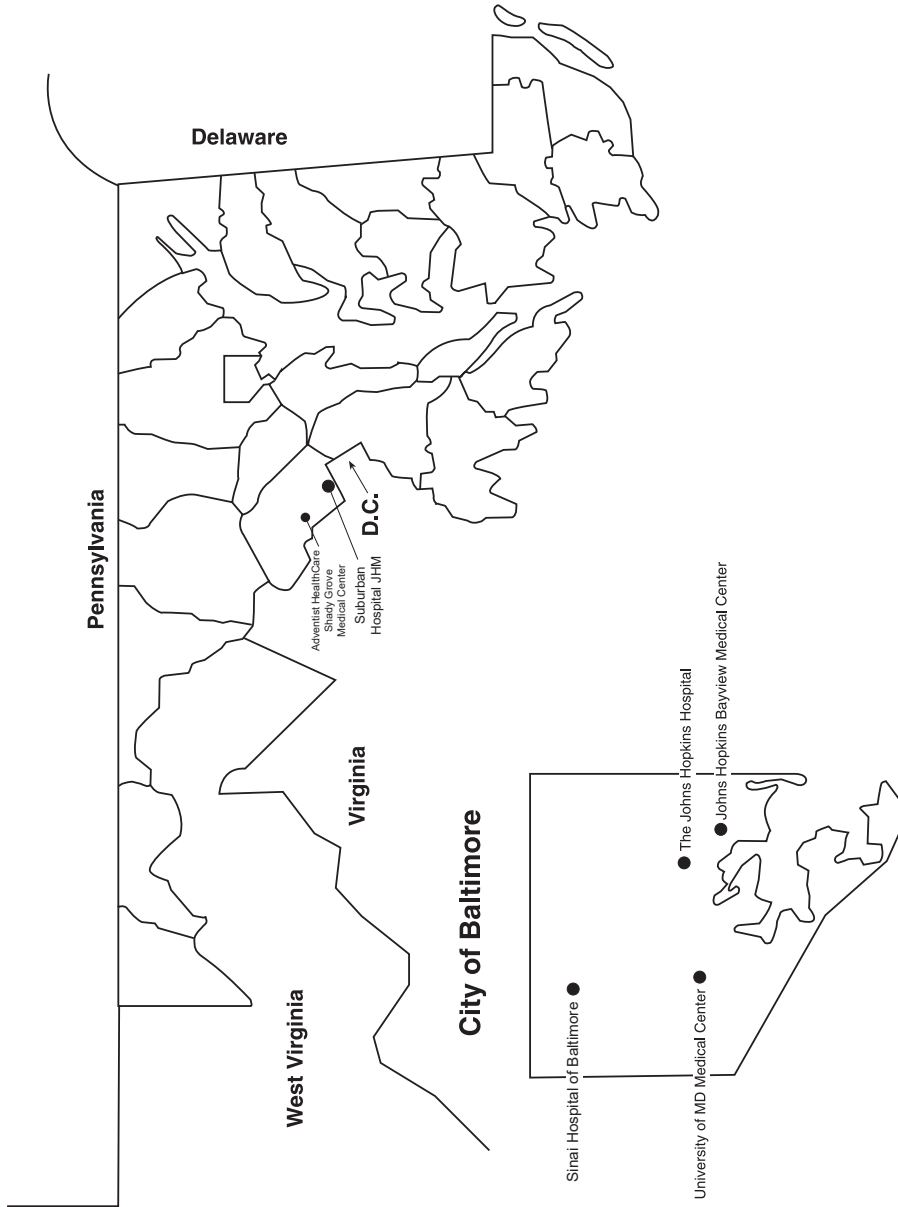 Pennsylvania
Delaware
West Virginia
Virginia
Adventist HealthCare
Shady Grove
Medical Center
Suburban
Hospital JHM
D.C.
City of Baltimore
Sinai Hospital of Baltimore
University of MD Medical Center
The Johns Hopkins Hospital
Johns Hopkins Bayview Medical Center